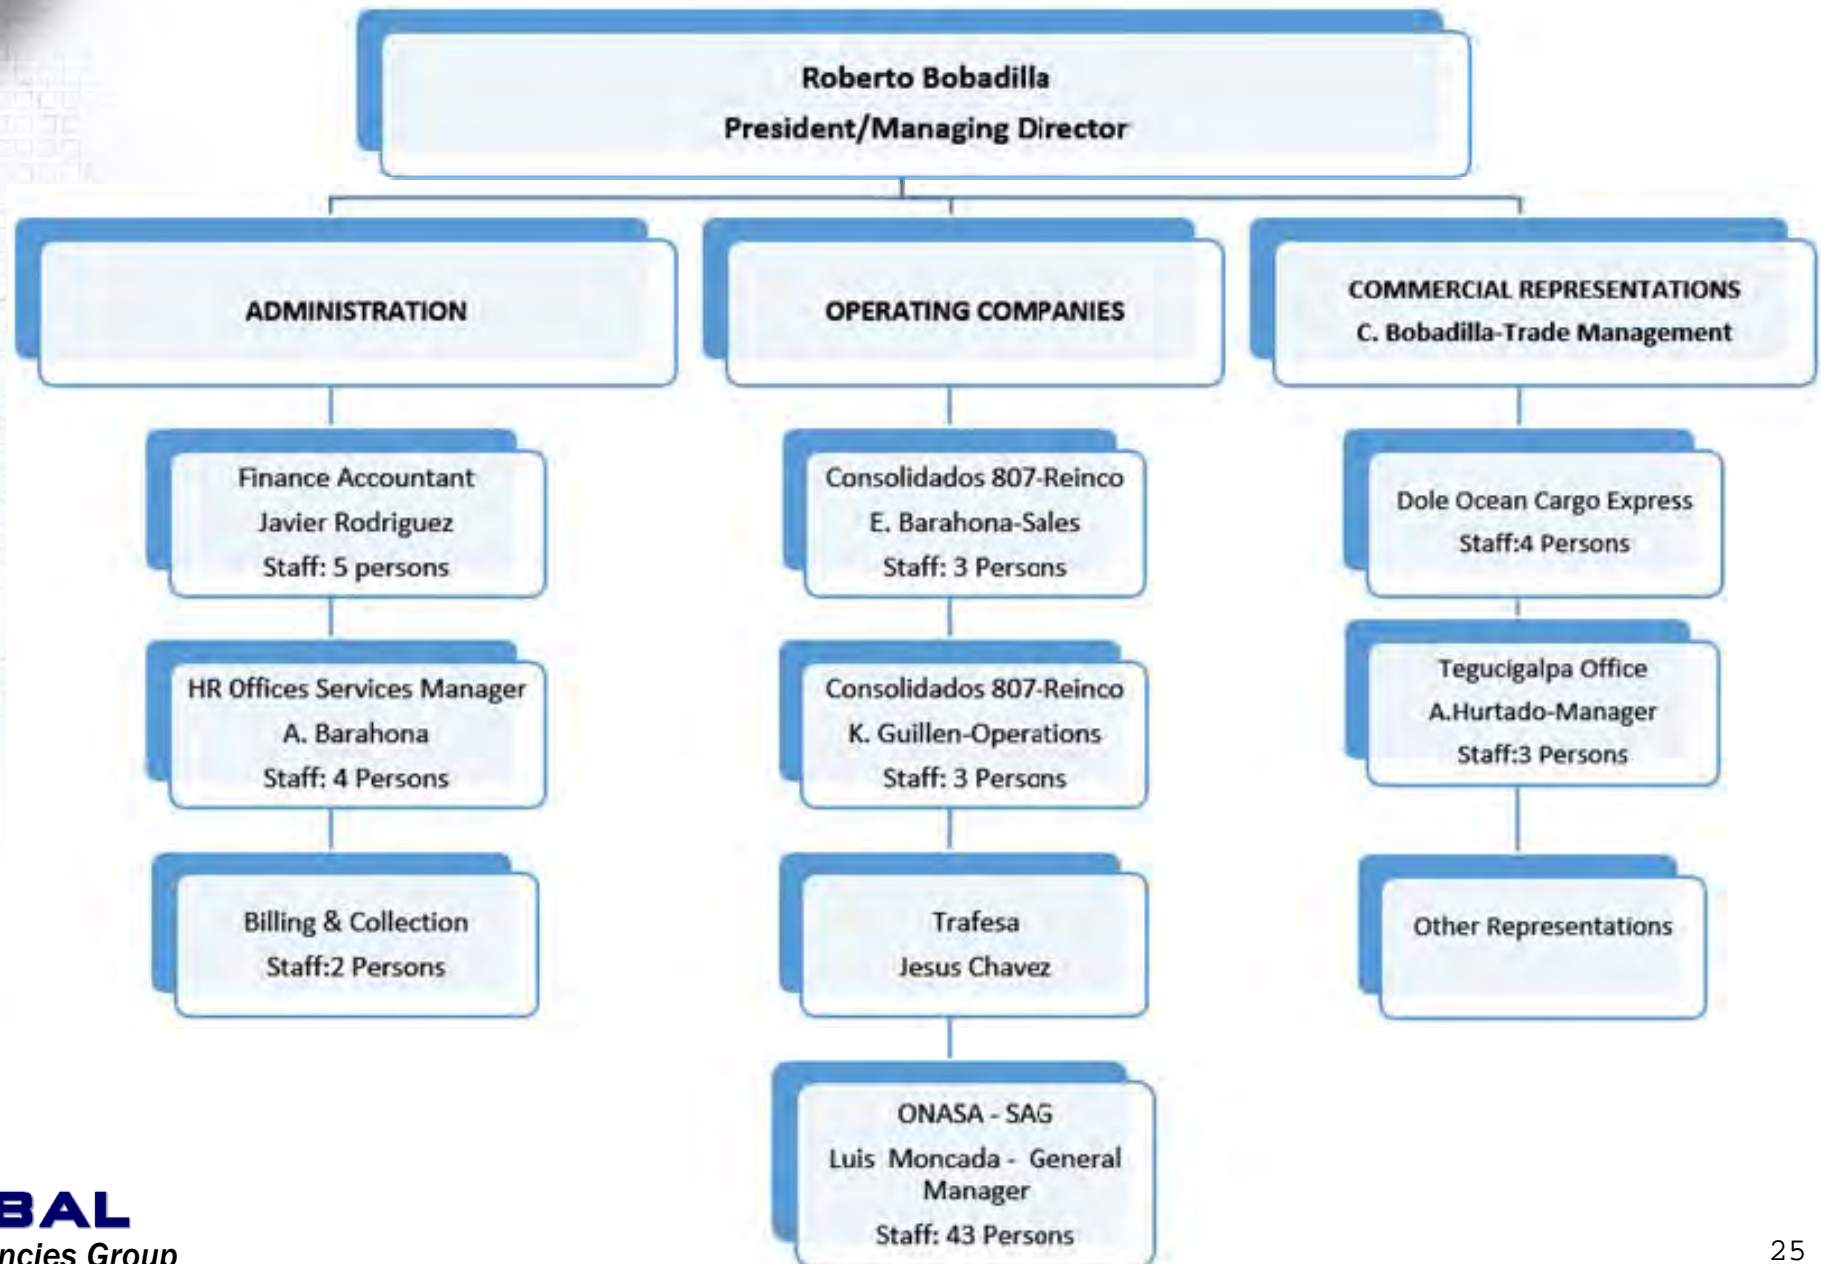 Roberto Bobadilla
President/Managing Director
ADMINISTRATION
OPERATING COMPANIES
COMMERCIAL REPRESENTATIONS
C. Bobadilla-Trade Management
Finance Accountant
Javier Rodriguez
Staff: 5 persons
HR Offices Services Manager
A. Barahona
Staff: 4 Persons
Billing & Collection
Staff:2 Persons
Consolidados 807-Reinco
E. Barahona-Sales
Staff: 3 Persons
Consolidados 807-Reinco
K. Guillen-Operations
Staff: 3 Persons
Trafesa
Jesus Chavez
ONASA - SAG
Luis Moncada - General
Manager
Staff: 43 Persons
Dole Ocean Cargo Express
Staff:4 Persons
Tegucigalpa Office
A.Hurtado-Manager
Staff:3 Persons
Other Representations
BAL
ncies Group
25